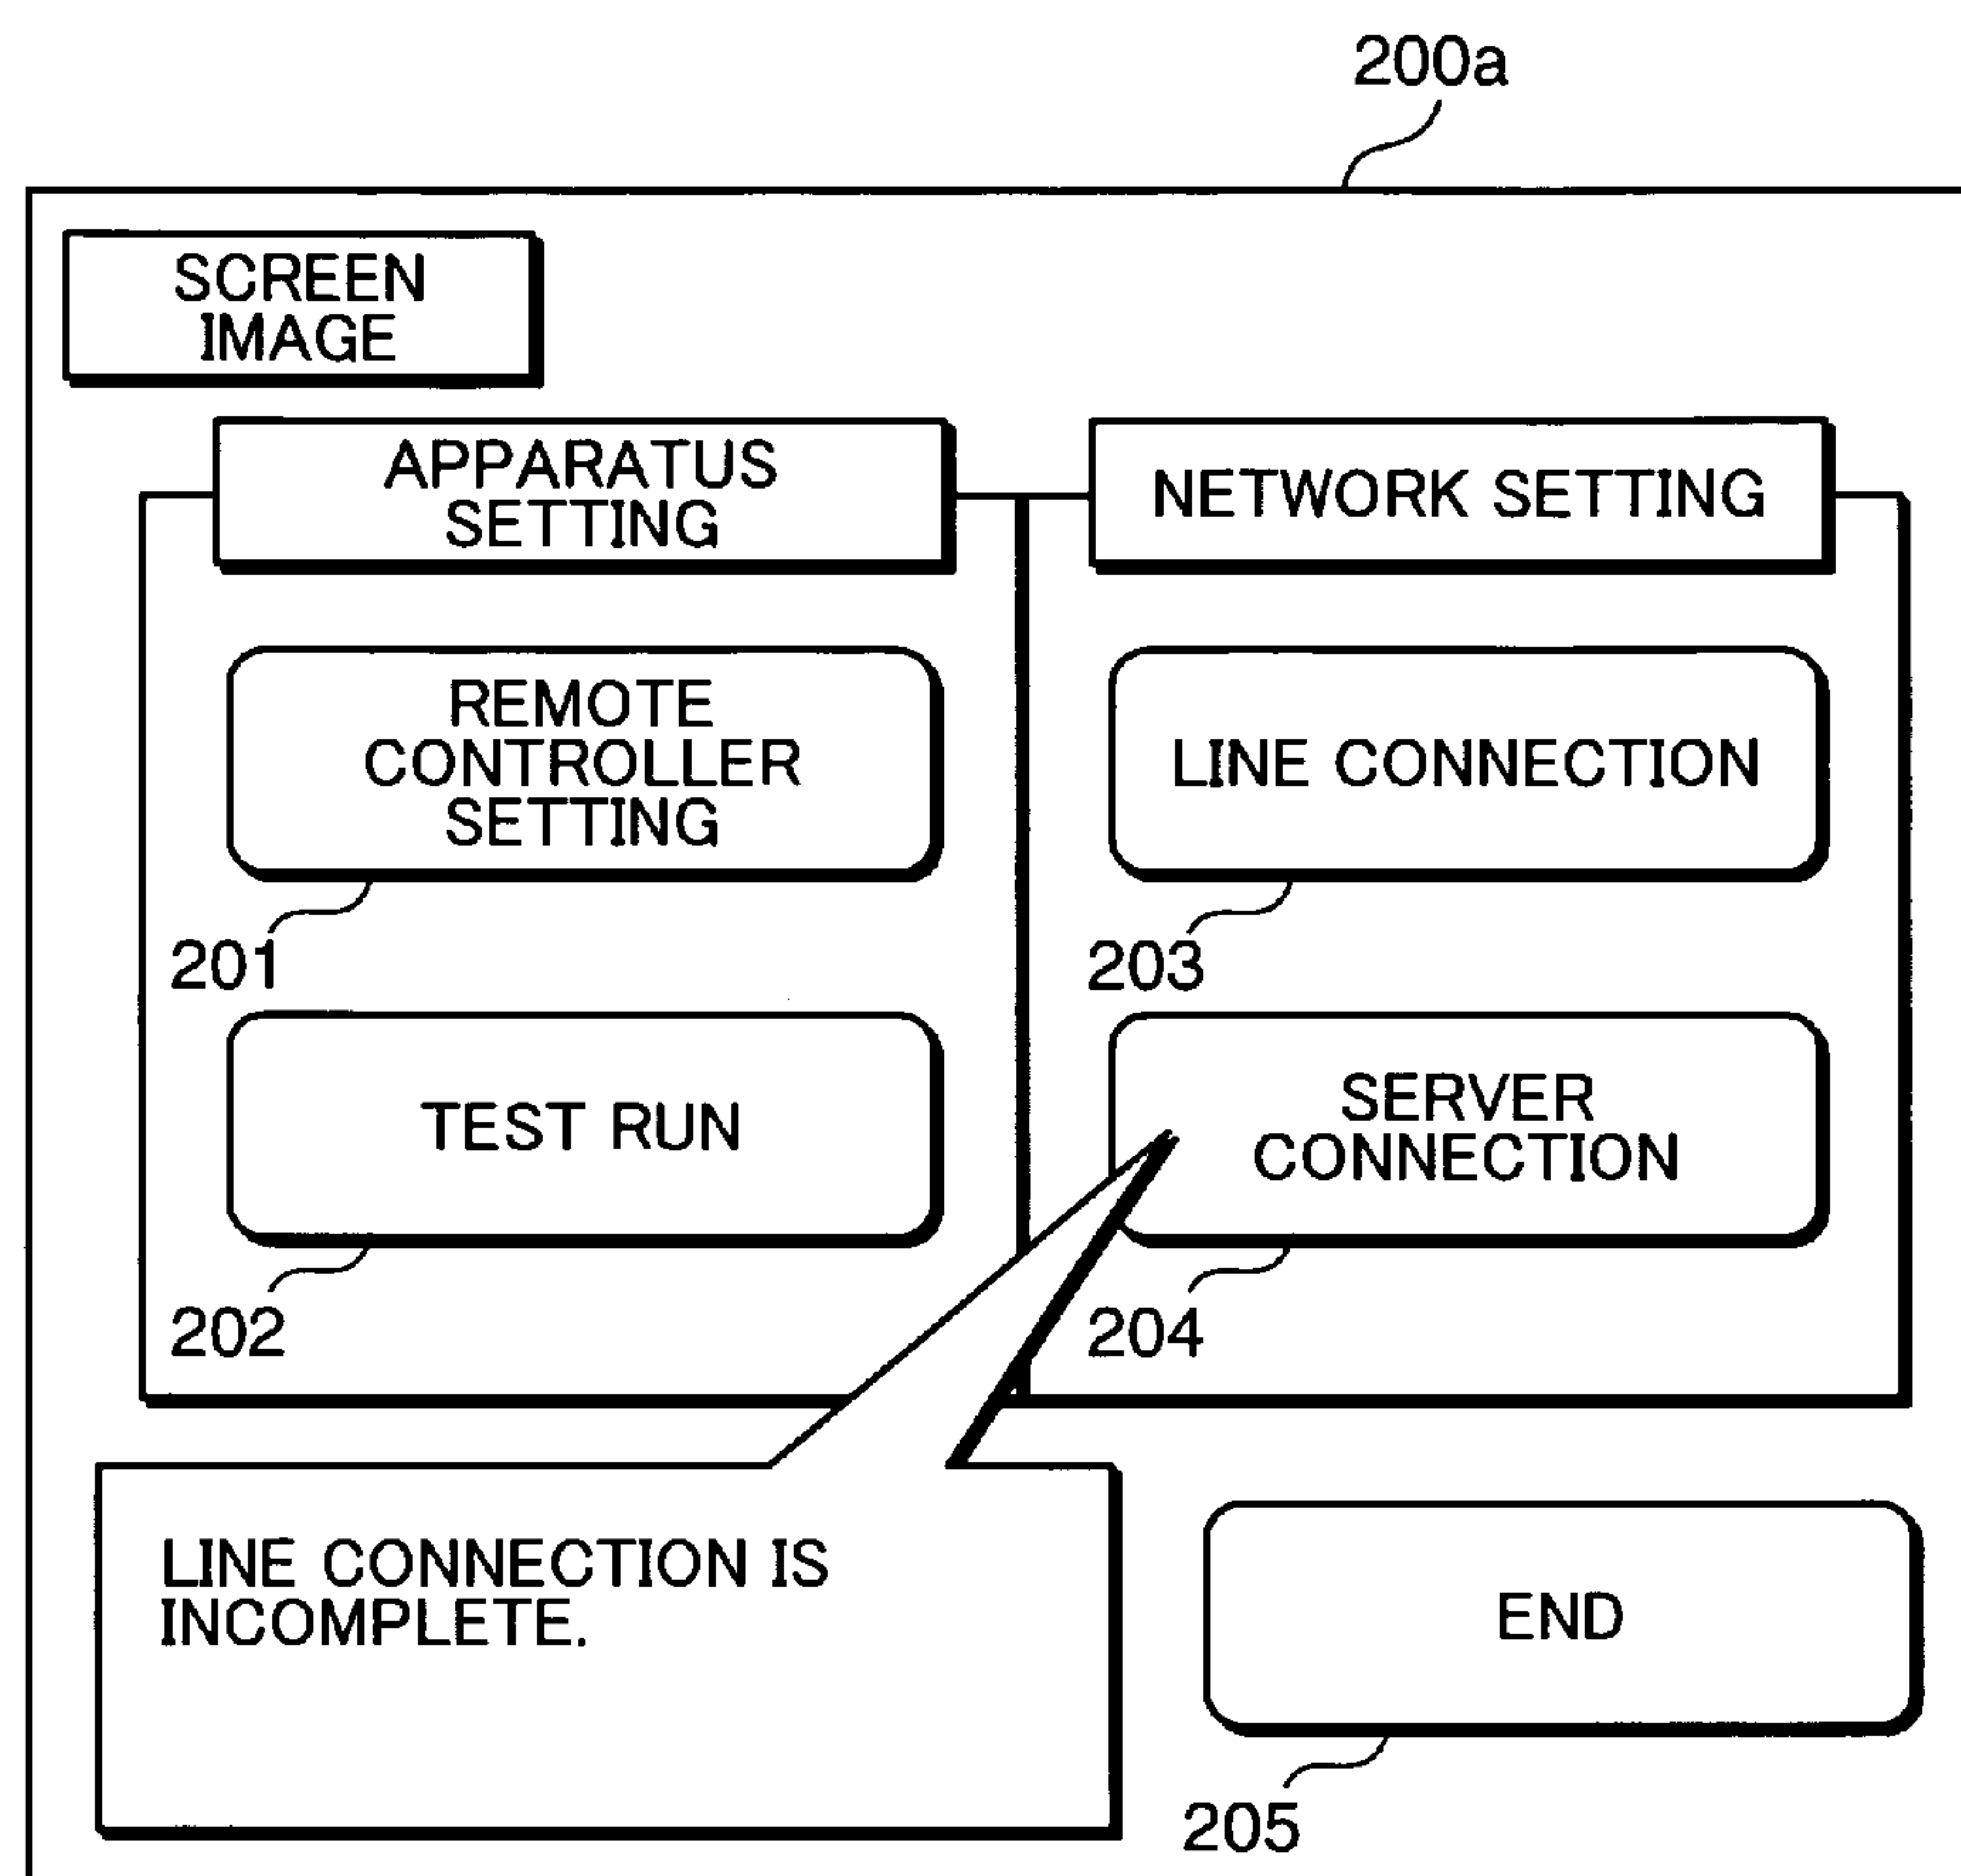 200a
SCREEN
IMAGE
APPARATUS
SETTING
NETWORK SETTING
REMOTE
CONTROLLER
SETTING
201
LINE CONNECTION
203
TEST RUN
202
SERVER
CONNECTION
204
LINE CONNECTION IS
INCOMPLETE.
END
205